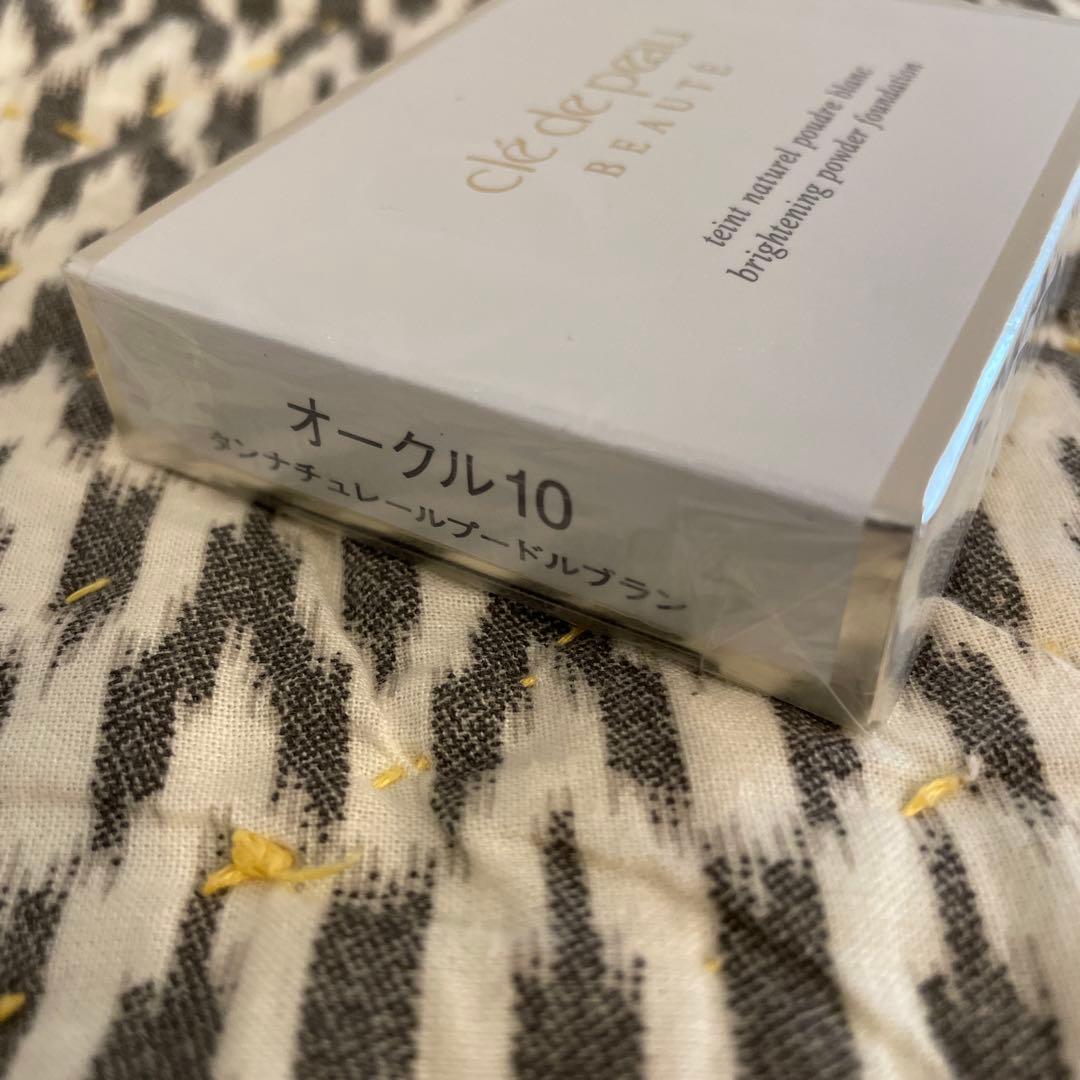 clé de peau
BEAUTÉ
teint naturel poudre blanc
brightening powder foundation
オークル10
タンナチュレールプードルブラン